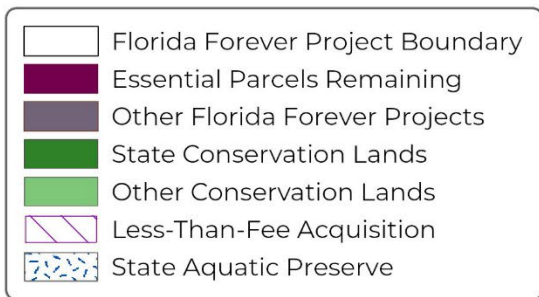 Florida Forever Project Boundary
Essential Parcels Remaining
Other Florida Forever Projects
State Conservation Lands
Other Conservation Lands
Less-Than-Fee Acquisition
State Aquatic Preserve